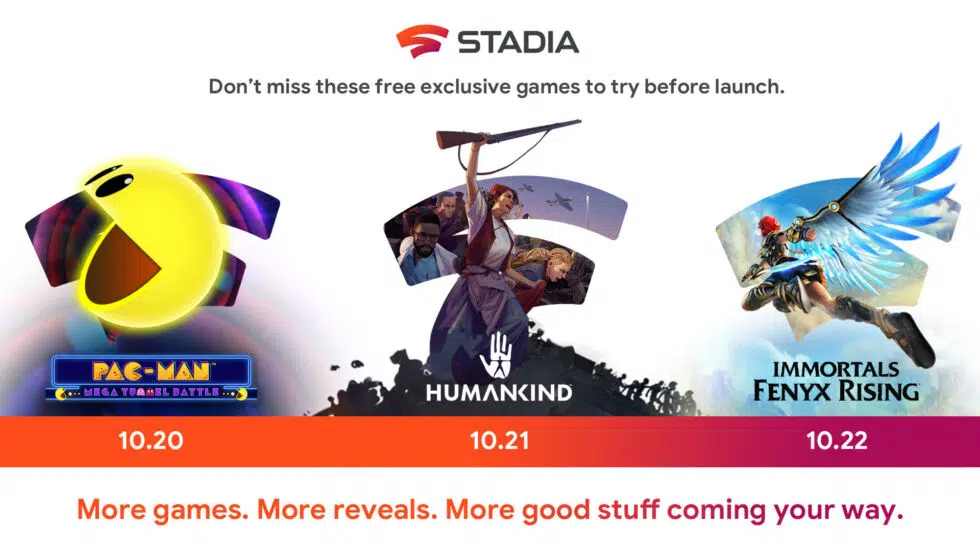 STADIA
Don't miss these free exclusive games to try before launch.
PAC-MAN™
MEGA TUNNEL BATTLE
HUMANKIND
IMMORTALS
FENYX RISING
10.20
10.21
10.22
More games. More reveals. More good stuff coming your way.